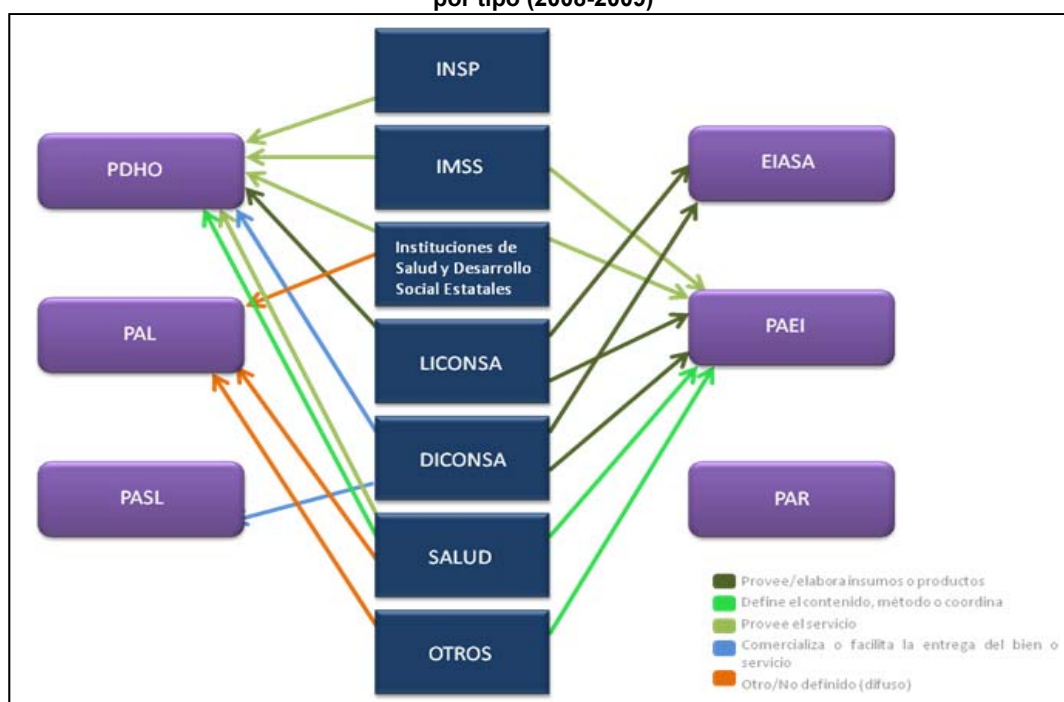 por tipo (2008-2009)
INSP
PDHO
IMSS
EIASA
Instituciones de
Salud y Desarrollo
Social Estatales
PAL
PAEI
LICONSA
DICONSA
PASL
PAR
SALUD
OTROS
Provee/elabora insumos o productos
Define el contenido, método o coordina
Provee el servicio
Comercializa o facilita la entrega del bien o
servicio
Otro/No definido (difuso)